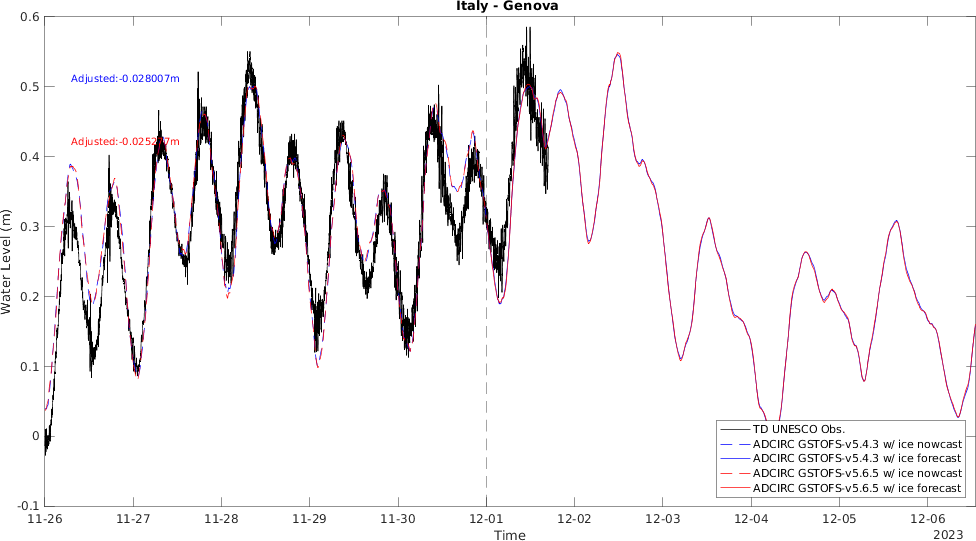 Italy - Genova
0.6
0.5
0.4
0.3
0.2
0.1
0
-0.1
Water Level (m)
Adjusted:-0.028007m
TD UNESCO Obs.
ADCIRC GSTOFS-v5.4.3 w/ ice nowcast
ADCIRC GSTOFS-v5.4.3 w/ ice forecast
ADCIRC GSTOFS-v5.6.5 w/ ice nowcast
ADCIRC GSTOFS-v5.6.5 w/ ice forecast
11-26 11-27 11-28 11-29 11-30 12-01 12-02 12-03 12-04 12-05 12-06
Time
2023